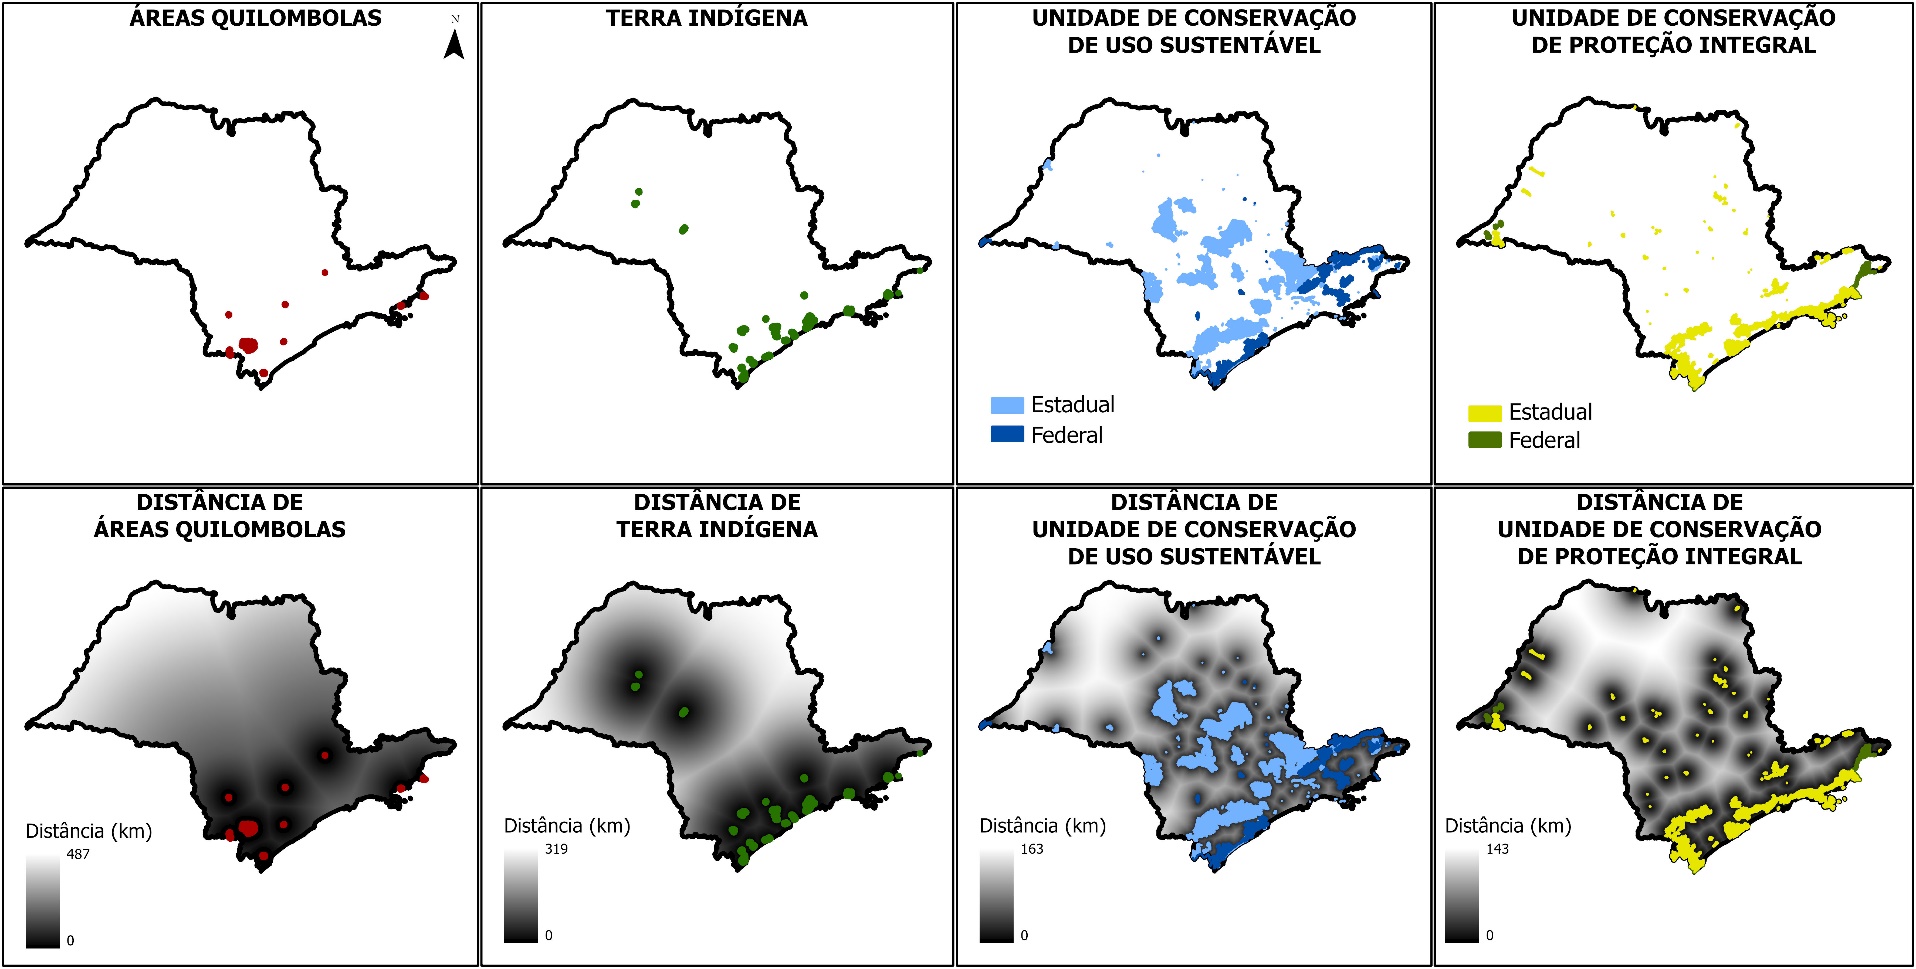 ÁREAS QUILOMBOLAS
N
TERRA INDÍGENA
UNIDADE DE CONSERVAÇÃO
DE USO SUSTENTÁVEL
Estadual
Federal
UNIDADE DE CONSERVAÇÃO
DE PROTEÇÃO INTEGRAL
Estadual
Federal
DISTÂNCIA DE
ÁREAS QUILOMBOLAS
Distância (km)
487
0
DISTÂNCIA DE
TERRA INDÍGENA
Distância (km)
319
0
DISTÂNCIA DE
UNIDADE DE CONSERVAÇÃO
DE USO SUSTENTÁVEL
Distância (km)
163
0
DISTÂNCIA DE
UNIDADE DE CONSERVAÇÃO
DE PROTEÇÃO INTEGRAL
Distância (km)
143
0